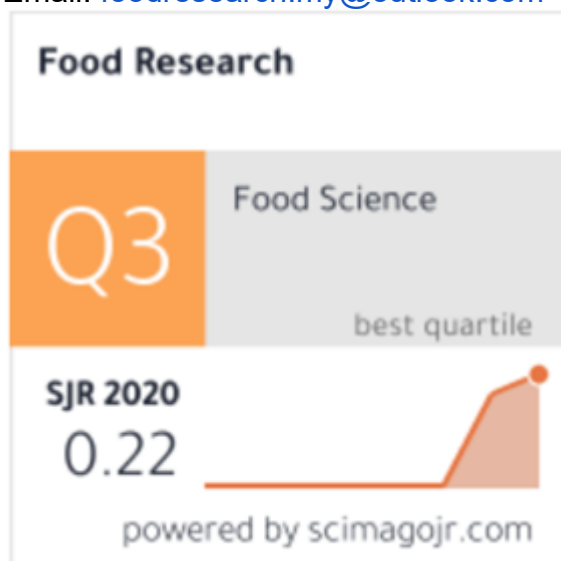 Food Research
Q3
Food Science
best quartile
SJR 2020
0.22
powered by scimagojr.com